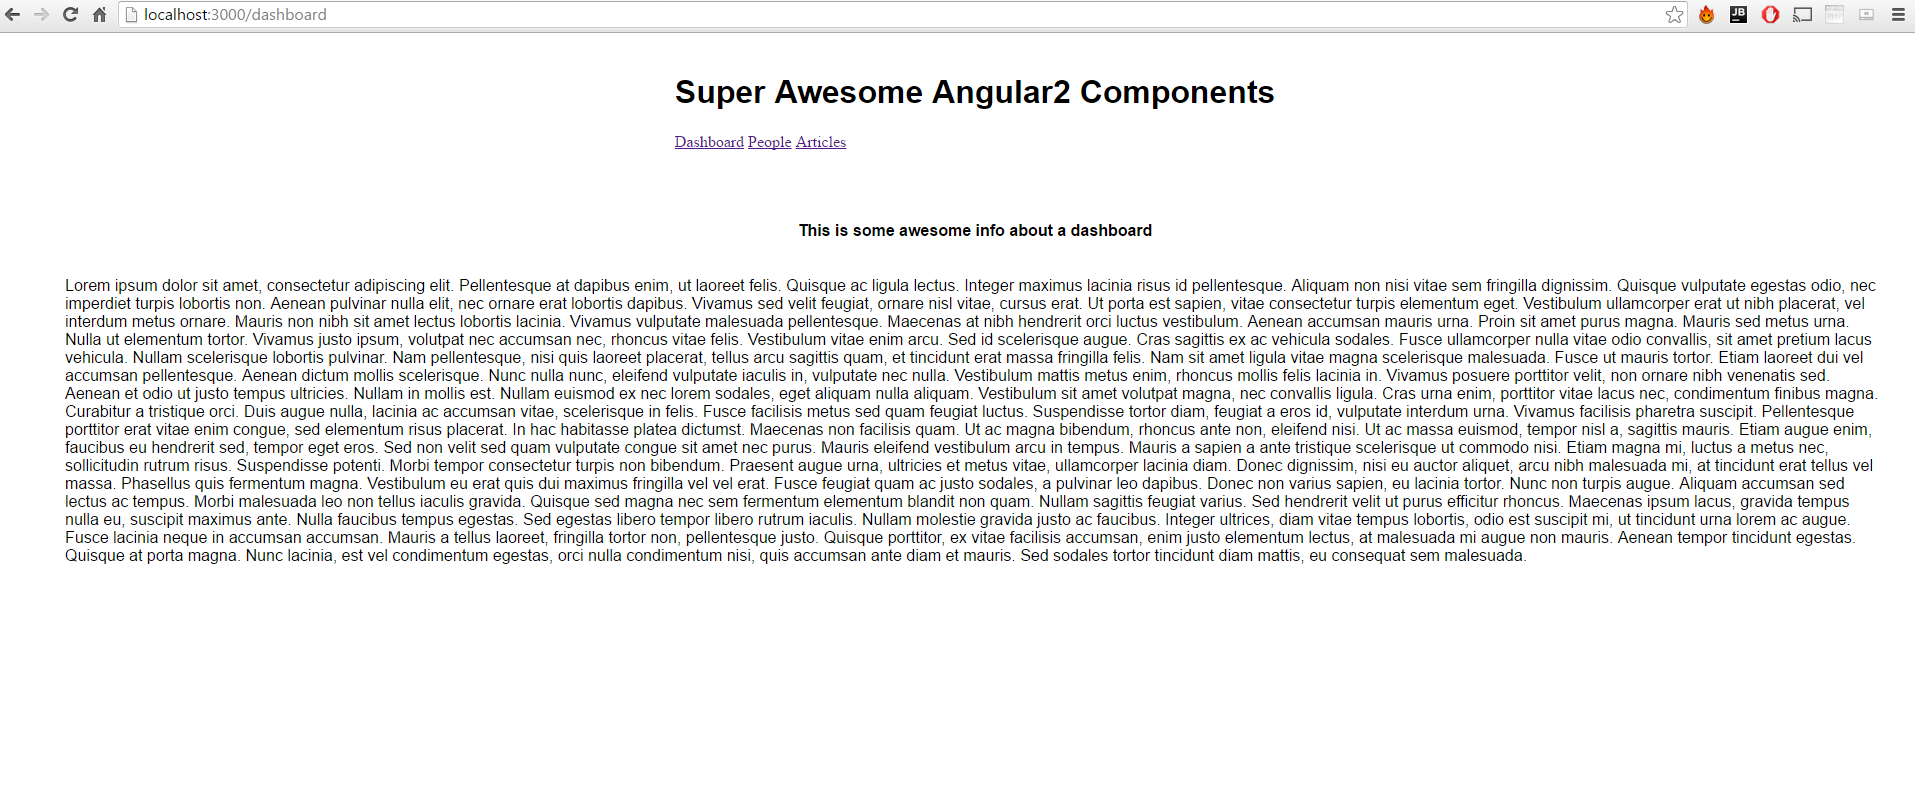 localhost:3000/dashboard
JB
Super Awesome Angular2 Components
Dashboard People Articles
This is some awesome info about a dashboard
Lorem ipsum dolor sit amet, consectetur adipiscing elit. Pellentesque at dapibus enim, ut laoreet felis. Quisque ac ligula lectus. Integer maximus lacinia risus id pellentesque. Aliquam non nisi vitae sem fringilla dignissim. Quisque vulputate egestas odio, nec
imperdiet turpis lobortis non. Aenean pulvinar nulla elit, nec ornare erat lobortis dapibus. Vivamus sed velit feugiat, ornare nisl vitae, cursus erat. Ut porta est sapien, vitae consectetur turpis elementum eget. Vestibulum ullamcorper erat ut nibh placerat, vel
interdum metus ornare. Mauris non nibh sit amet lectus lobortis lacinia. Vivamus vulputate malesuada pellentesque. Maecenas at nibh hendrerit orci luctus vestibulum. Aenean accumsan mauris urna. Proin sit amet purus magna. Mauris sed metus urna.
Nulla ut elementum tortor. Vivamus justo ipsum, volutpat nec accumsan nec, rhoncus vitae felis. Vestibulum vitae enim arcu. Sed id scelerisque augue. Cras sagittis ex ac vehicula sodales. Fusce ullamcorper nulla vitae odio convallis, sit amet pretium lacus
vehicula. Nullam scelerisque lobortis pulvinar. Nam pellentesque, nisi quis laoreet placerat, tellus arcu sagittis quam, et tincidunt erat massa fringilla felis. Nam sit amet ligula vitae magna scelerisque malesuada. Fusce ut mauris tortor. Etiam laoreet dui vel
accumsan pellentesque. Aenean dictum mollis scelerisque. Nunc nulla nunc, eleifend vulputate iaculis in, vulputate nec nulla. Vestibulum mattis metus enim, rhoncus mollis felis lacinia in. Vivamus posuere porttitor velit, non ornare nibh venenatis sed.
Aenean et odio ut justo tempus ultricies. Nullam in mollis est. Nullam euismod ex nec lorem sodales, eget aliquam nulla aliquam. Vestibulum sit amet volutpat magna, nec convallis ligula. Cras urna enim, porttitor vitae lacus nec, condimentum finibus magna.
Curabitur a tristique orci. Duis augue nulla, lacinia ac accumsan vitae, scelerisque in felis. Fusce facilisis metus sed quam feugiat luctus. Suspendisse tortor diam, feugiat a eros id, vulputate interdum urna. Vivamus facilisis pharetra suscipit. Pellentesque
porttitor erat vitae enim congue, sed elementum risus placerat. In hac habitasse platea dictumst. Maecenas non facilisis quam. Ut ac magna bibendum, rhoncus ante non, eleifend nisi. Ut ac massa euismod, tempor nisl a, sagittis mauris. Etiam augue enim,
faucibus eu hendrerit sed, tempor eget eros. Sed non velit sed quam vulputate congue sit amet nec purus. Mauris eleifend vestibulum arcu in tempus. Mauris a sapien a ante tristique scelerisque ut commodo nisi. Etiam magna mi, luctus a metus nec,
sollicitudin rutrum risus. Suspendisse potenti. Morbi tempor consectetur turpis non bibendum. Praesent augue urna, ultricies et metus vitae, ullamcorper lacinia diam. Donec dignissim, nisi eu auctor aliquet, arcu nibh malesuada mi, at tincidunt erat tellus vel
massa. Phasellus quis fermentum magna. Vestibulum eu erat quis dui maximus fringilla vel vel erat. Fusce feugiat quam ac justo sodales, a pulvinar leo dapibus. Donec non varius sapien, eu lacinia tortor. Nunc non turpis augue. Aliquam accumsan sed
lectus ac tempus. Morbi malesuada leo non tellus iaculis gravida. Quisque sed magna nec sem fermentum elementum blandit non quam. Nullam sagittis feugiat varius. Sed hendrerit velit ut purus efficitur rhoncus. Maecenas ipsum lacus, gravida tempus
nulla eu, suscipit maximus ante. Nulla faucibus tempus egestas. Sed egestas libero tempor libero rutrum iaculis. Nullam molestie gravida justo ac faucibus. Integer ultrices, diam vitae tempus lobortis, odio est suscipit mi, ut tincidunt urna lorem ac augue.
Fusce lacinia neque in accumsan accumsan. Mauris a tellus laoreet, fringilla tortor non, pellentesque justo. Quisque porttitor, ex vitae facilisis accumsan, enim justo elementum lectus, at malesuada mi augue non mauris. Aenean tempor tincidunt egestas.
Quisque at porta magna. Nunc lacinia, est vel condimentum egestas, orci nulla condimentum nisi, quis accumsan ante diam et mauris. Sed sodales tortor tincidunt diam mattis, eu consequat sem malesuada.